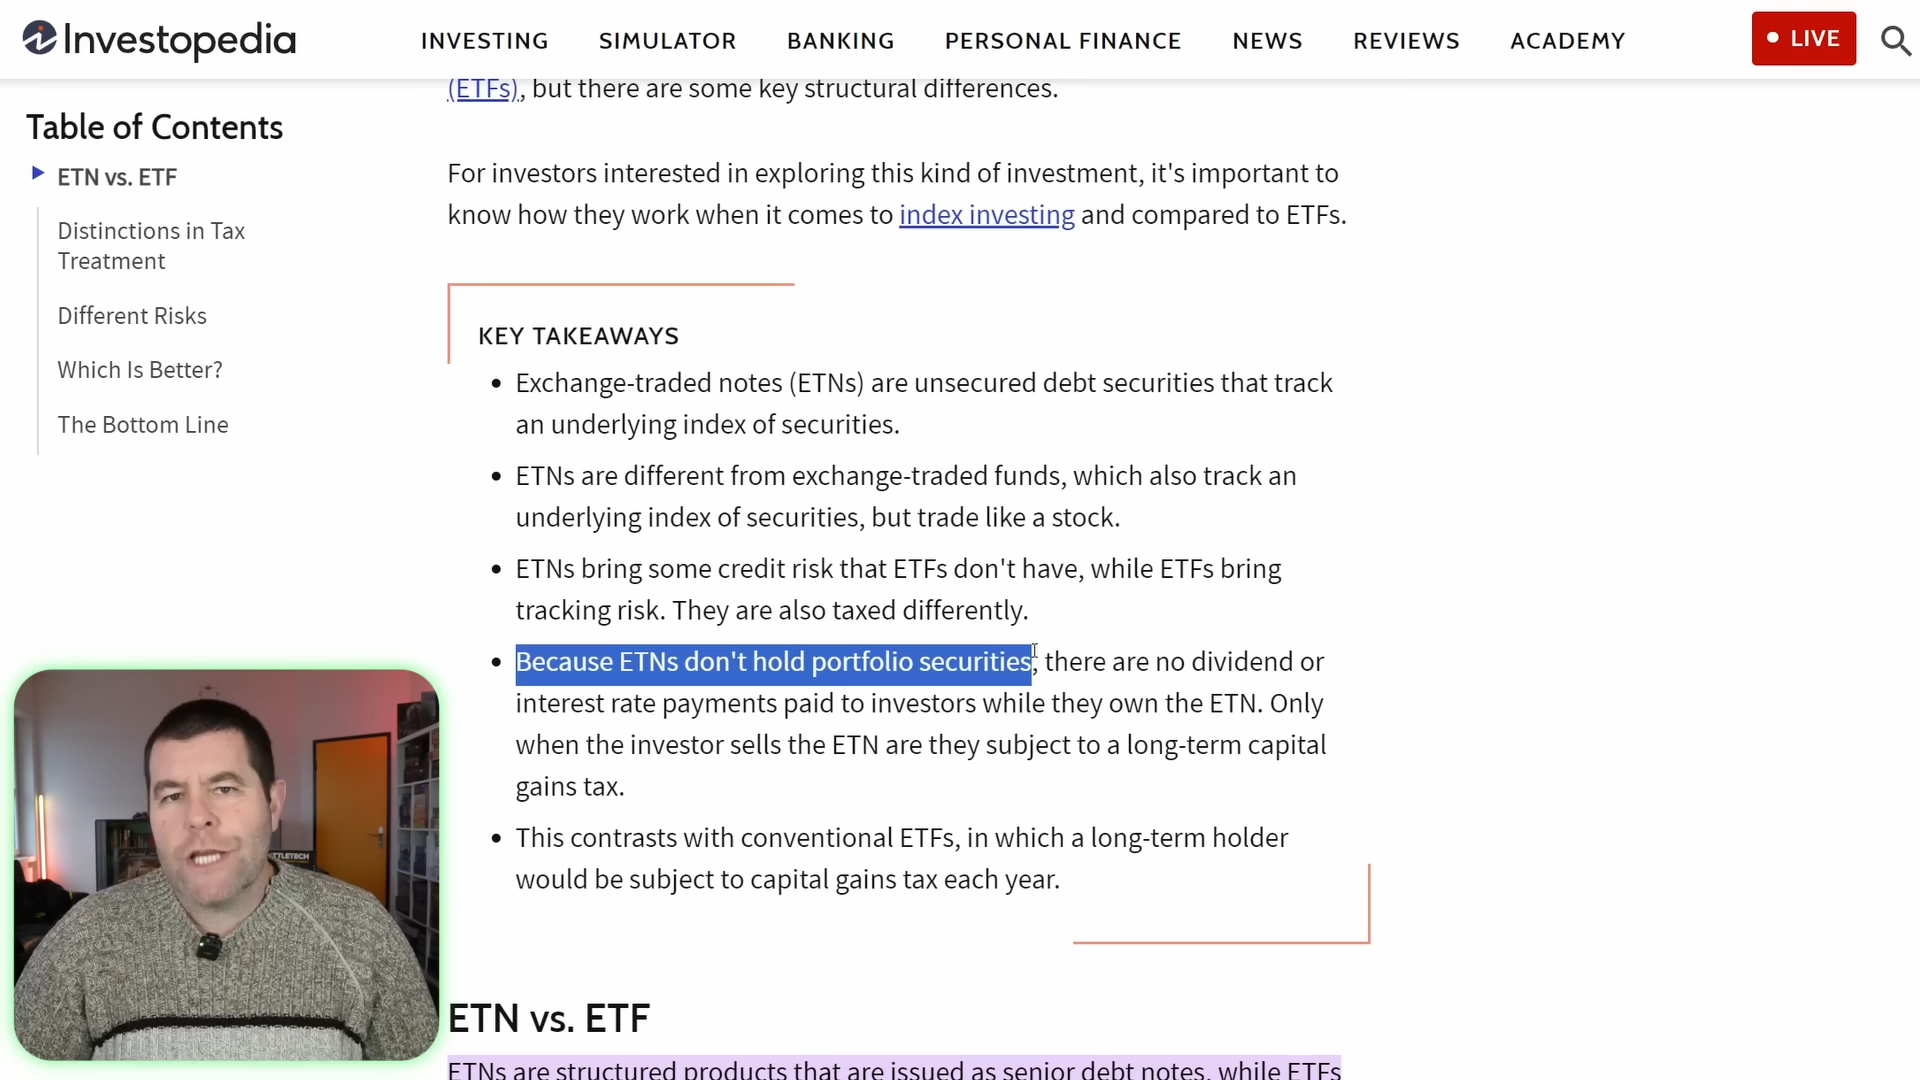 Investopedia
INVESTING SIMULATOR BANKING PERSONAL FINANCE NEWS REVIEWS ACADEMY
LIVE
Table of Contents
ETN vs. ETF
Distinctions in Tax
Treatment
Different Risks
Which Is Better?
The Bottom Line
(ETFs), but there are some key structural differences.
For investors interested in exploring this kind of investment, it's important to
know how they work when it comes to index investing and compared to ETFs.
KEY TAKEAWAYS
Exchange-traded notes (ETNs) are unsecured debt securities that track
an underlying index of securities.
ETNs are different from exchange-traded funds, which also track an
underlying index of securities, but trade like a stock.
ETNs bring some credit risk that ETFs don't have, while ETFs bring
tracking risk. They are also taxed differently.
Because ETNs don't hold portfolio securities, there are no dividend or
interest rate payments paid to investors while they own the ETN. Only
when the investor sells the ETN are they subject to a long-term capital
gains tax.
This contrasts with conventional ETFs, in which a long-term holder
would be subject to capital gains tax each year.
ETN vs. ETF
ETNs are structured products that are issued as senior debt notes, while ETFs